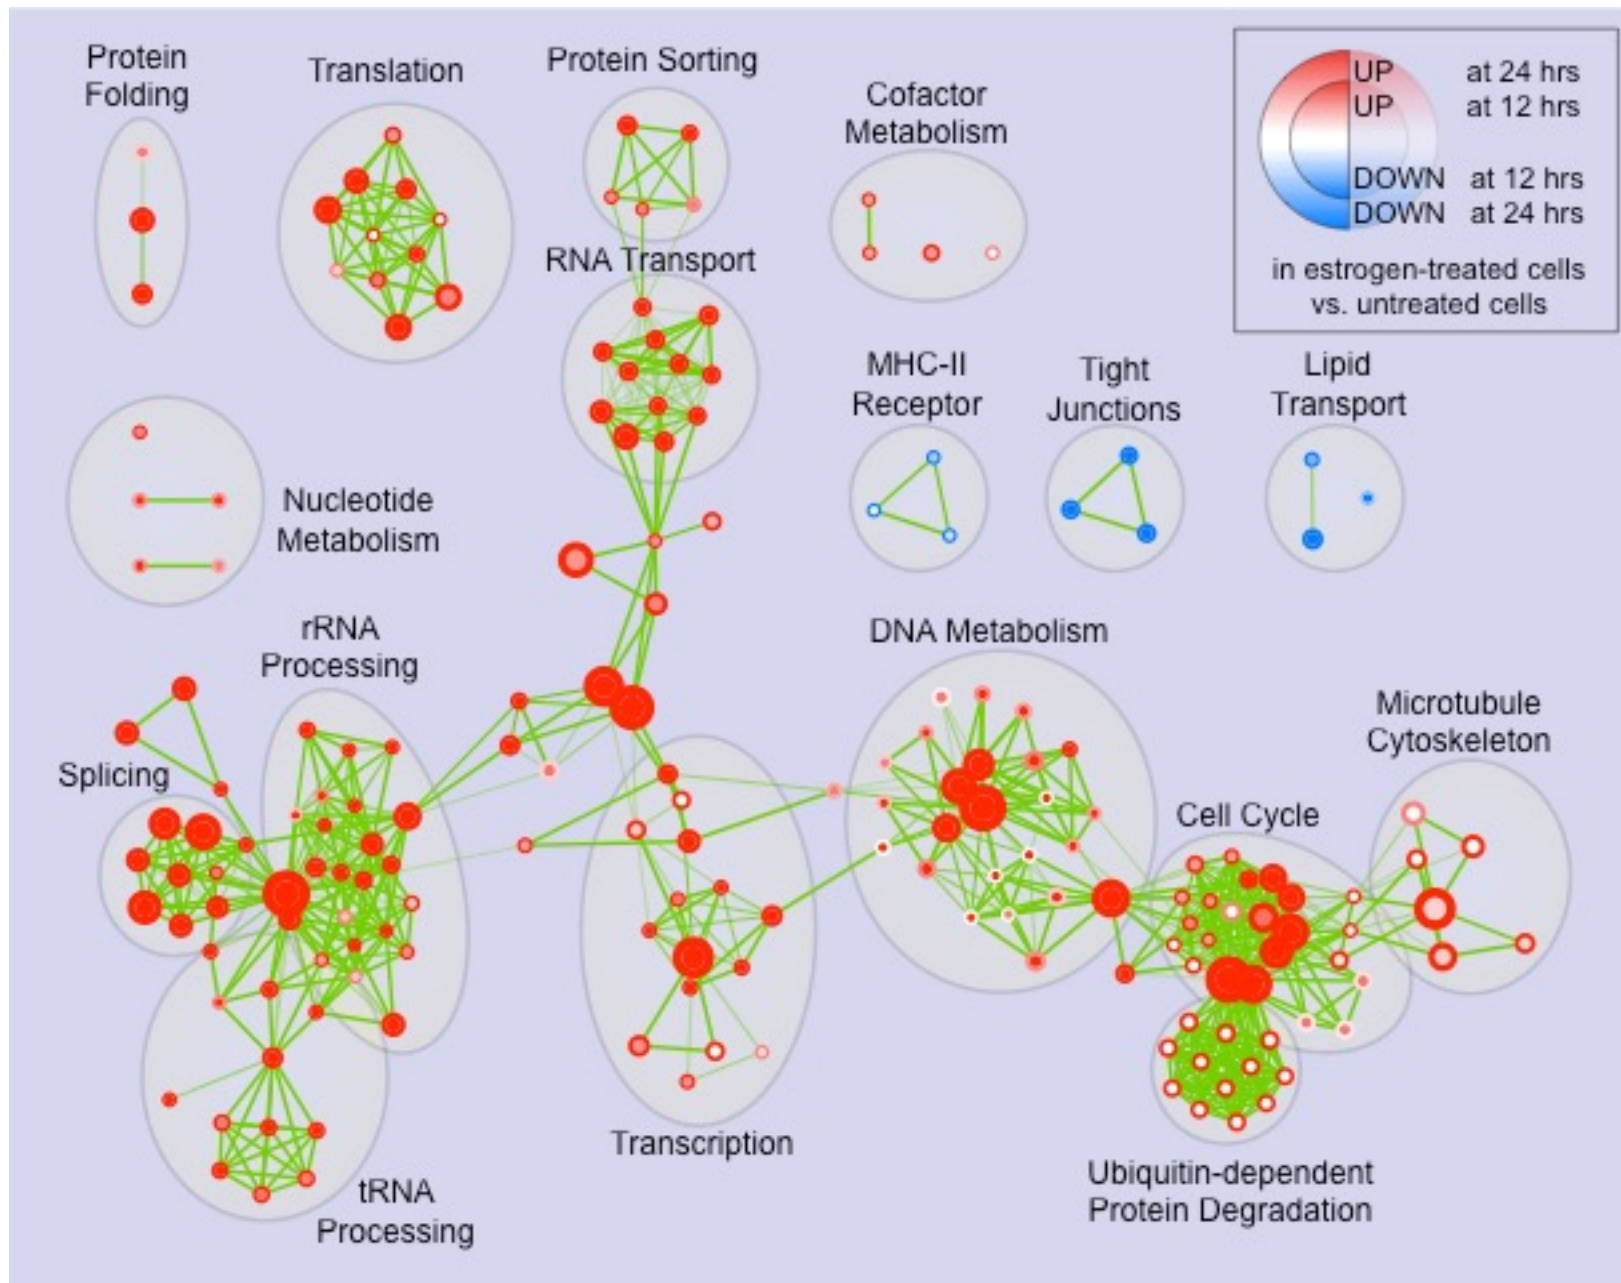 Protein
Folding
Translation
Protein Sorting
Cofactor
Metabolism
UP at 24 hrs
UP at 12 hrs
DOWN at 12 hrs
DOWN at 24 hrs
in estrogen-treated cells
vs. untreated cells
RNA Transport
MHC-II
Receptor
Tight
Junctions
Lipid
Transport
Nucleotide
Metabolism
rRNA
Processing
DNA Metabolism
Microtubule
Cytoskeleton
Splicing
Cell Cycle
Transcription
Ubiquitin-dependent
Protein Degradation
tRNA
Processing